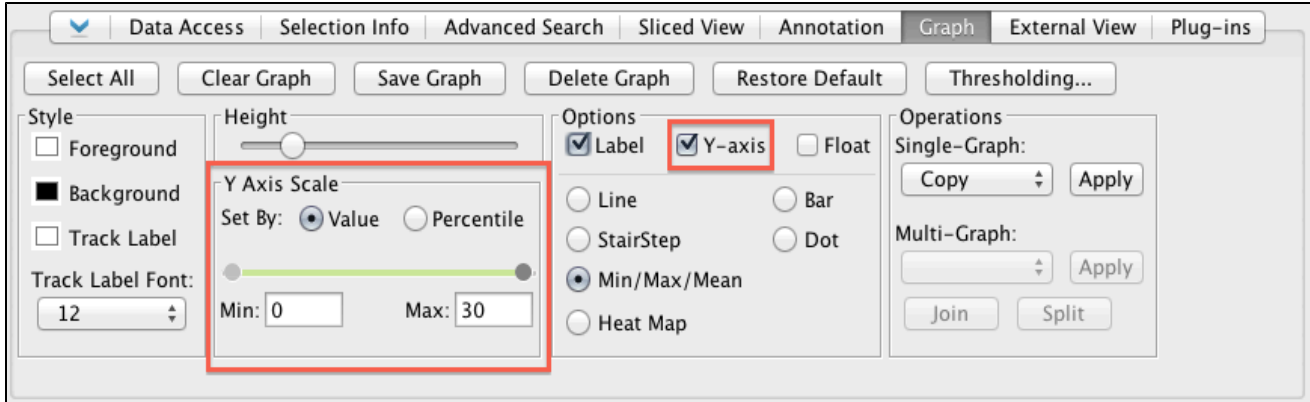 Data Access Selection Info Advanced Search Sliced View Annotation Graph External View Plug-ins
Select All Clear Graph Save Graph Delete Graph Restore Default Thresholding...
Style
Foreground
Background
Track Label
Track Label Font:
12
Height
Y Axis Scale
Set By: Value Percentile
Min: 0 Max: 30
Options
Label Y-axis Float
Line Bar
StairStep Dot
Min/Max/Mean
Heat Map
Operations
Single-Graph:
Copy Apply
Multi-Graph:
Apply
Join Split